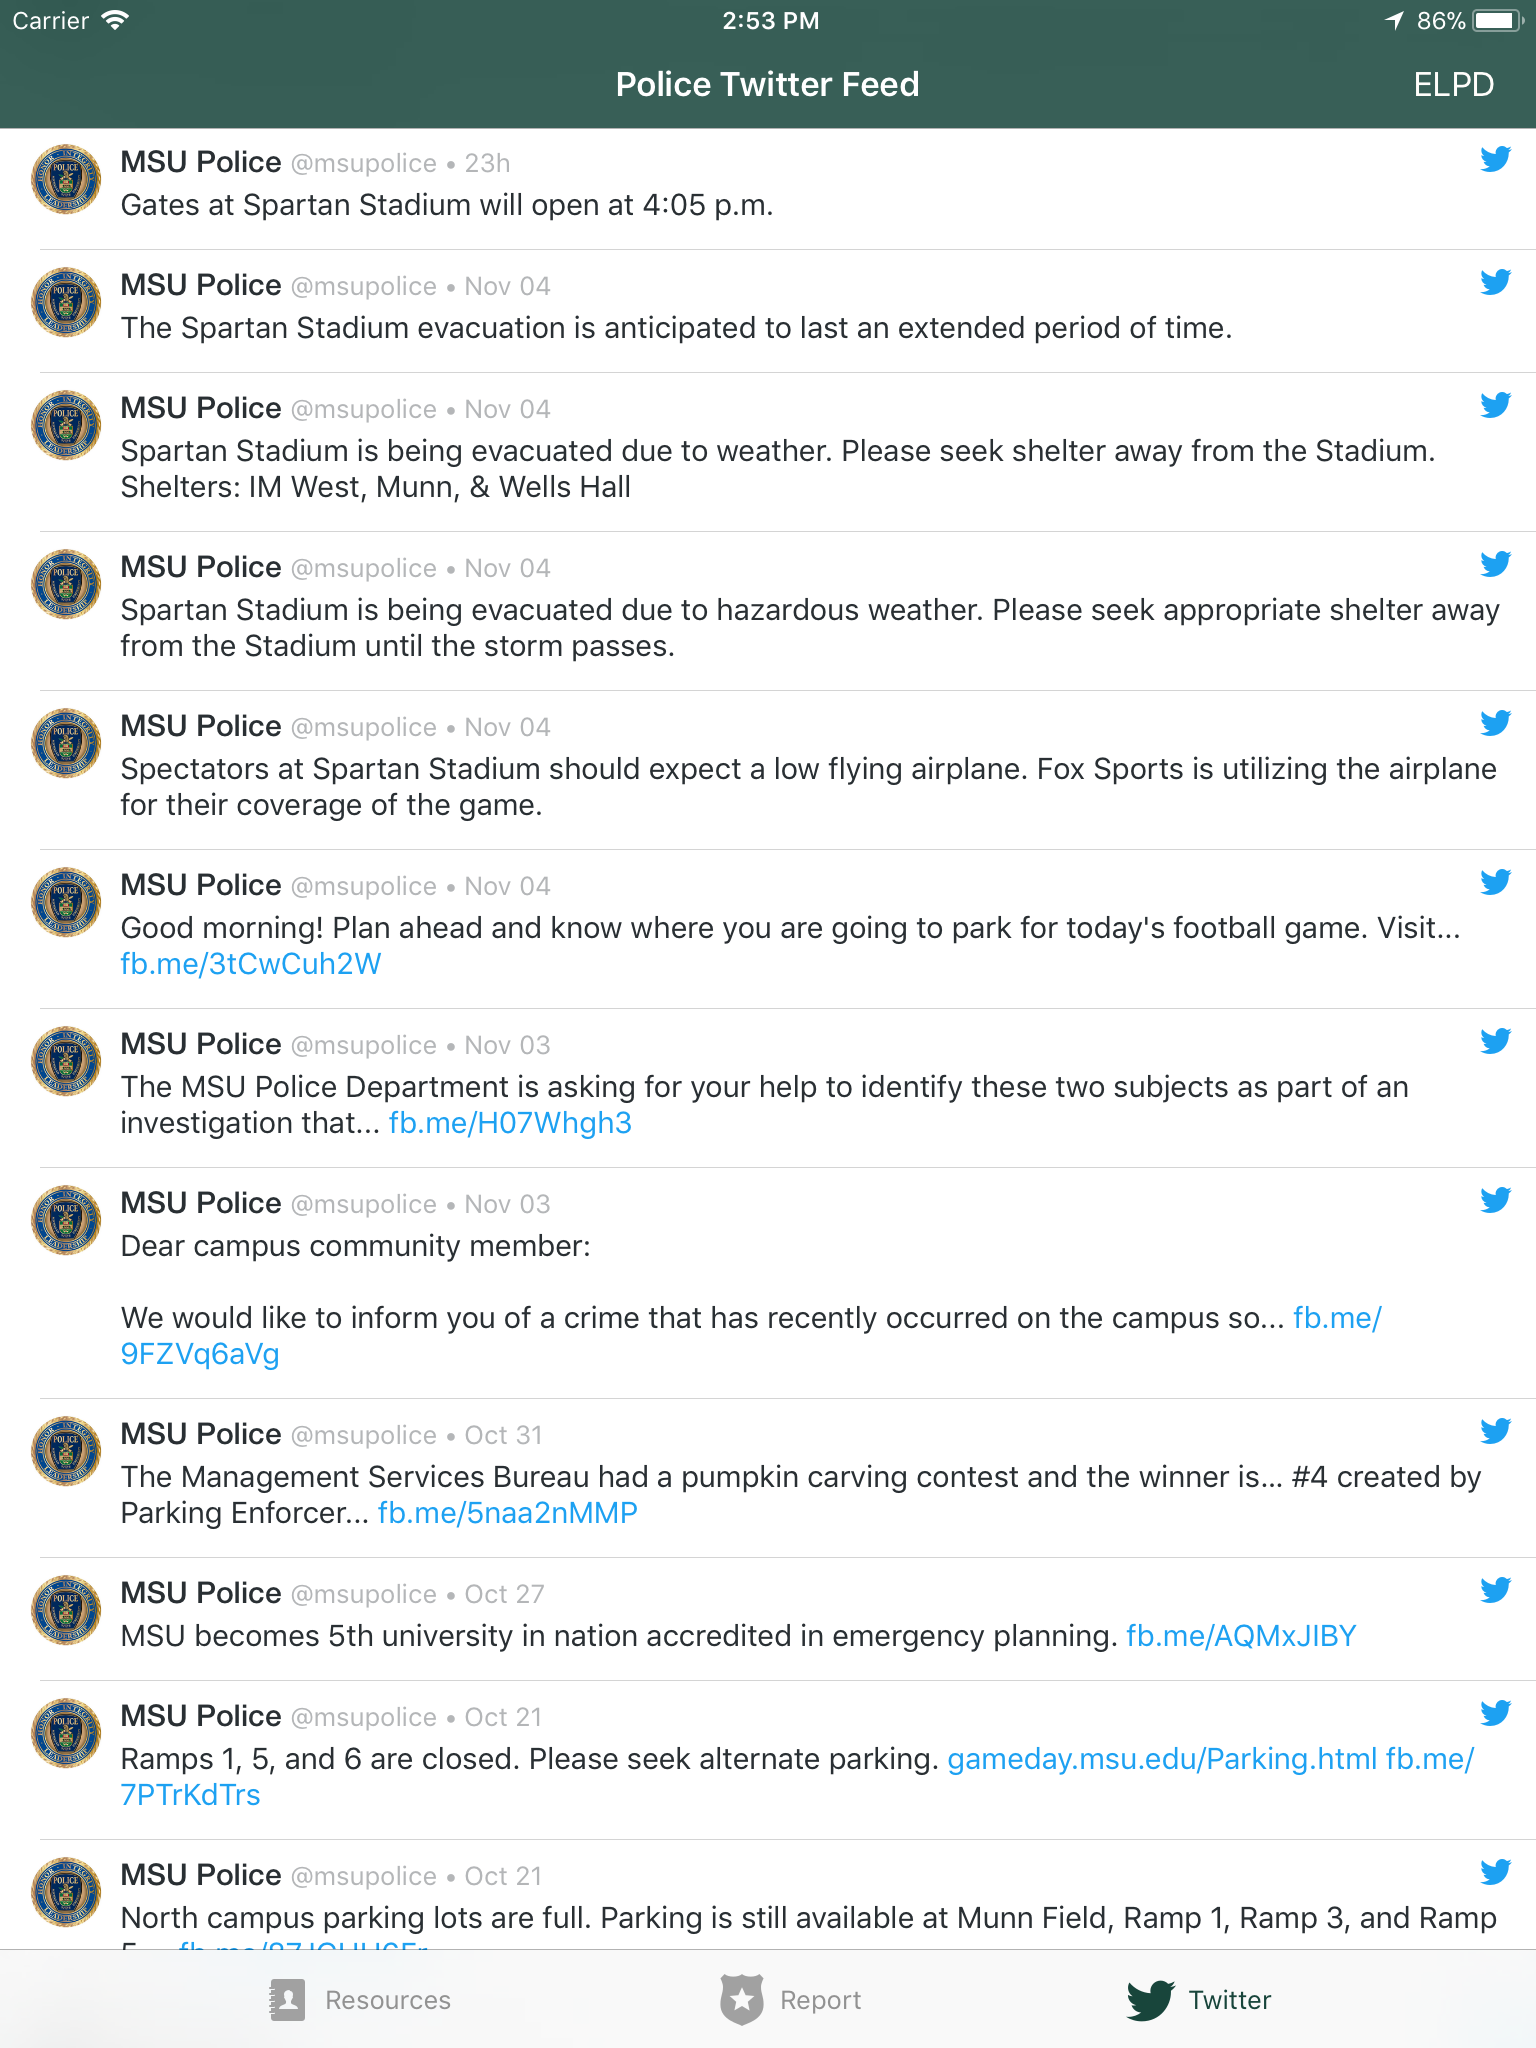 Carrier 2:53 PM 86%
Police Twitter Feed ELPD
MSU Police @msupolice • 23h
Gates at Spartan Stadium will open at 4:05 p.m.
MSU Police @msupolice • Nov 04
The Spartan Stadium evacuation is anticipated to last an extended period of time.
MSU Police @msupolice • Nov 04
Spartan Stadium is being evacuated due to weather. Please seek shelter away from the Stadium.
Shelters: IM West, Munn, & Wells Hall
MSU Police @msupolice • Nov 04
Spartan Stadium is being evacuated due to hazardous weather. Please seek appropriate shelter away
from the Stadium until the storm passes.
MSU Police @msupolice • Nov 04
Spectators at Spartan Stadium should expect a low flying airplane. Fox Sports is utilizing the airplane
for their coverage of the game.
MSU Police @msupolice • Nov 04
Good morning! Plan ahead and know where you are going to park for today's football game. Visit...
fb.me/3tCwCuh2W
MSU Police @msupolice • Nov 03
The MSU Police Department is asking for your help to identify these two subjects as part of an
investigation that... fb.me/H07Whgh3
MSU Police @msupolice • Nov 03
Dear campus community member:
We would like to inform you of a crime that has recently occurred on the campus so... fb.me/
9FZVq6aVg
MSU Police @msupolice • Oct 31
The Management Services Bureau had a pumpkin carving contest and the winner is... #4 created by
Parking Enforcer... fb.me/5naa2nMMP
MSU Police @msupolice • Oct 27
MSU becomes 5th university in nation accredited in emergency planning. fb.me/AQMxJIBY
MSU Police @msupolice • Oct 21
Ramps 1, 5, and 6 are closed. Please seek alternate parking. gameday.msu.edu/Parking.html fb.me/
7PTrKdTrs
MSU Police @msupolice • Oct 21
North campus parking lots are full. Parking is still available at Munn Field, Ramp 1, Ramp 3, and Ramp
Resources Report Twitter